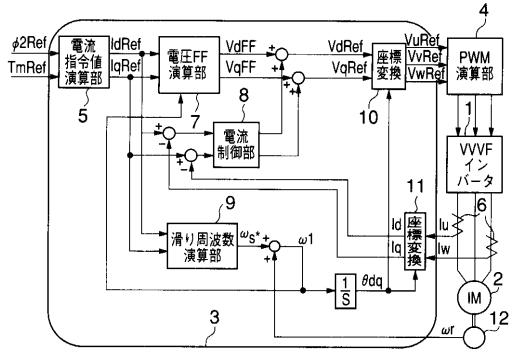 φ2Ref
TmRef
電流
指令値
演算部
5
IdRef
IqRef
電圧FF
演算部
7
VdFF
VqFF
+
+
+
+
VdRef
VqRef
座標
変換
10
VuRef
VvRef
VwRef
4
PWM
演算部
1
VVVF
イン
バータ
8
電流
制御部
+
−
+
−
9
滑り周波数
演算部
ωs*
+
+
ω1
1
S
θdq
11
座標変換
Id
Iq
Iu
Iw
6
IM
2
12
ωr
3